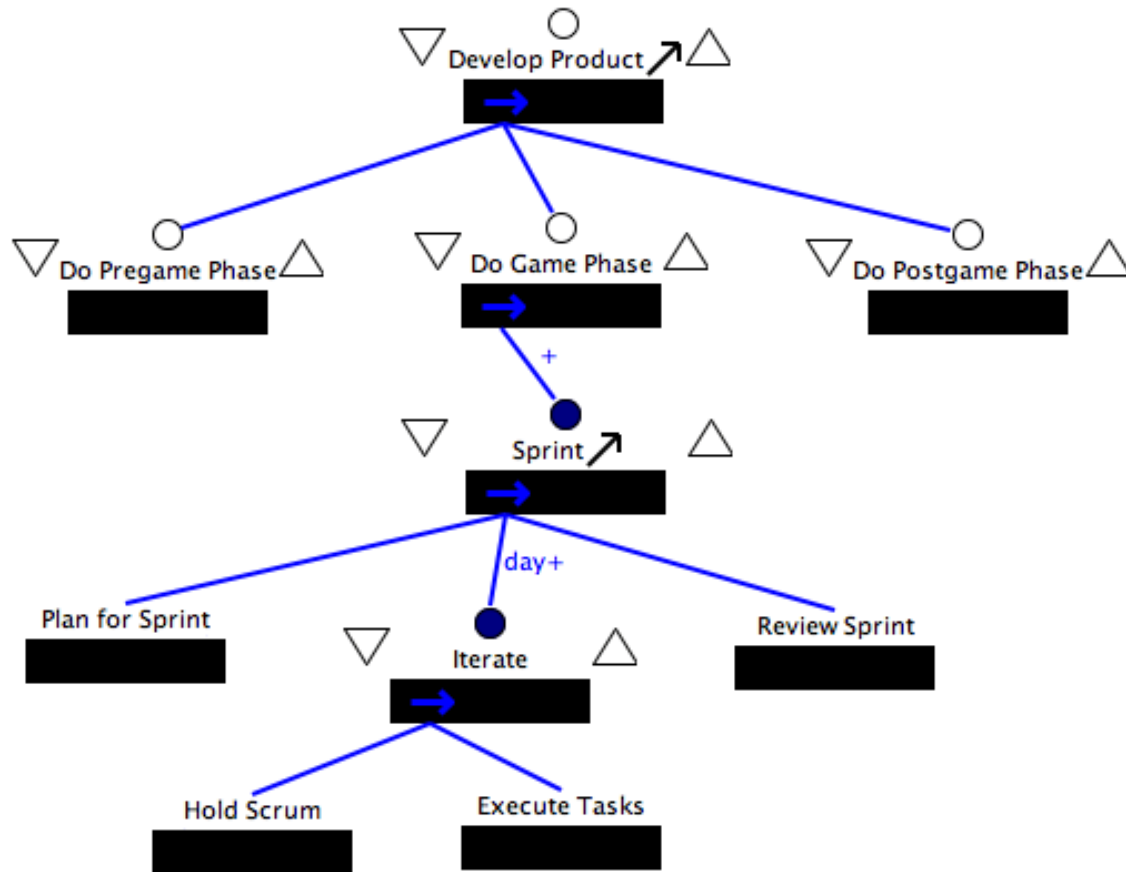 Develop Product
Do Pregame Phase
Do Game Phase
Do Postgame Phase
+
Sprint
day+
Plan for Sprint
Review Sprint
Iterate
Hold Scrum
Execute Tasks